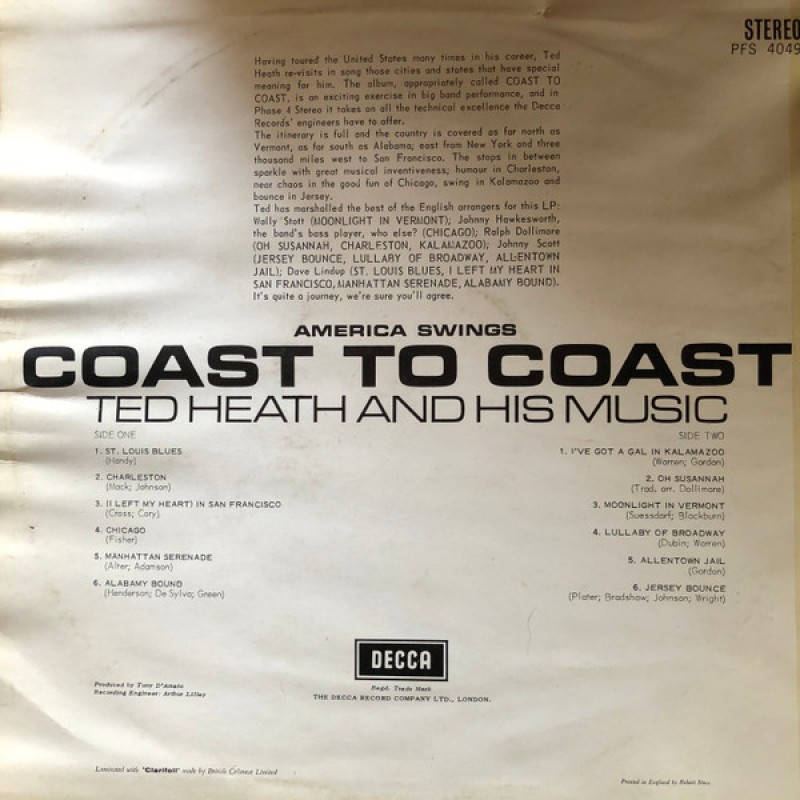 STEREO
PFS 4049
Having toured the United States many times in his career, Ted
Heath re-visits in song those cities and states that have special
meaning for him. The album, appropriately called COAST TO
COAST, is an exciting exercise in big band performance, and in
Phase 4 Stereo it takes on all the technical excellence the Decca
Records' engineers have to offer.
The itinerary is full and the country is covered as far north as
Vermont, as far south as Alabama; east from New York and three
thousand miles west to San Francisco. The stops in between
sparkle with great musical inventiveness; humour in Charleston,
near chaos in the good fun of Chicago, swing in Kalamazoo and
bounce in Jersey.
Ted has marshalled the best of the English arrangers for this LP:
Wally Stott (MOONLIGHT IN VERMONT); Johnny Hawkesworth,
the band's bass player, who else? (CHICAGO); Ralph Dollimore
(OH SUSANNAH, CHARLESTON, KALAMAZOO); Johnny Scott
(JERSEY BOUNCE, LULLABY OF BROADWAY, ALLENTOWN
JAIL); Dave Lindup (ST. LOUIS BLUES, I LEFT MY HEART IN
SAN FRANCISCO, MANHATTAN SERENADE, ALABAMY BOUND).
It's quite a journey, we're sure you'll agree.
AMERICA SWINGS
COAST TO COAST
TED HEATH AND HIS MUSIC
SIDE ONE
1. ST. LOUIS BLUES
(Handy)
2. CHARLESTON
(Mack; Johnson)
3. (I LEFT MY HEART) IN SAN FRANCISCO
(Cross; Cory)
4. CHICAGO
(Fisher)
5. MANHATTAN SERENADE
(Alter; Adamson)
6. ALABAMY BOUND
(Henderson; De Sylva; Green)
SIDE TWO
1. I'VE GOT A GAL IN KALAMAZOO
(Warren; Gordon)
2. OH SUSANNAH
(Trad. arr. Dollimore)
3. MOONLIGHT IN VERMONT
(Suessdorf; Blackburn)
4. LULLABY OF BROADWAY
(Dubin; Warren)
5. ALLENTOWN JAIL
(Gordon)
6. JERSEY BOUNCE
(Plater; Bradshaw; Johnson; Wright)
DECCA
Regd. Trade Mark
THE DECCA RECORD COMPANY LTD., LONDON.
Produced by Tony D'Amato
Recording Engineer: Arthur Lilley
Laminated with 'Clarifoil' made by British Celanese Limited
Printed in England by Robert Stace